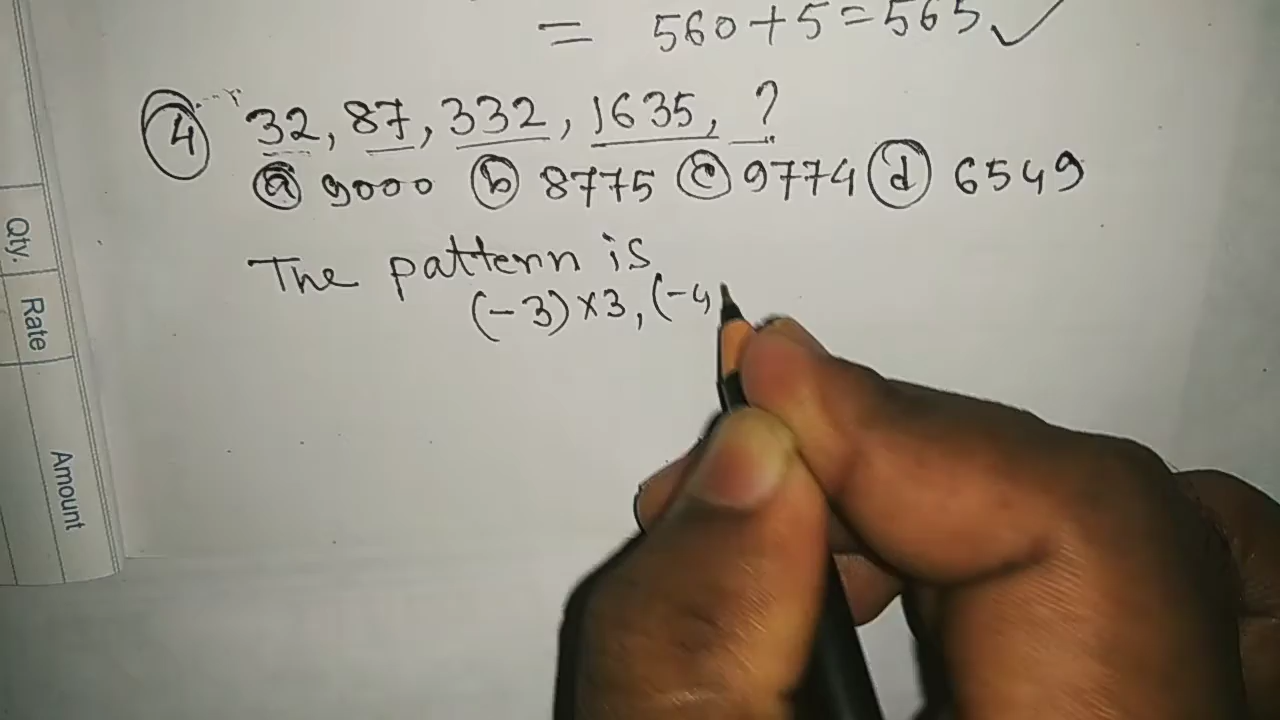 = 560+5=565 ✓
④ 32, 87, 332, 1635, ?
ⓐ 9000 ⓑ 8775 ⓒ 9774 ⓓ 6549
The pattern is
(-3)×3, (-4
Qty.
Rate
Amount